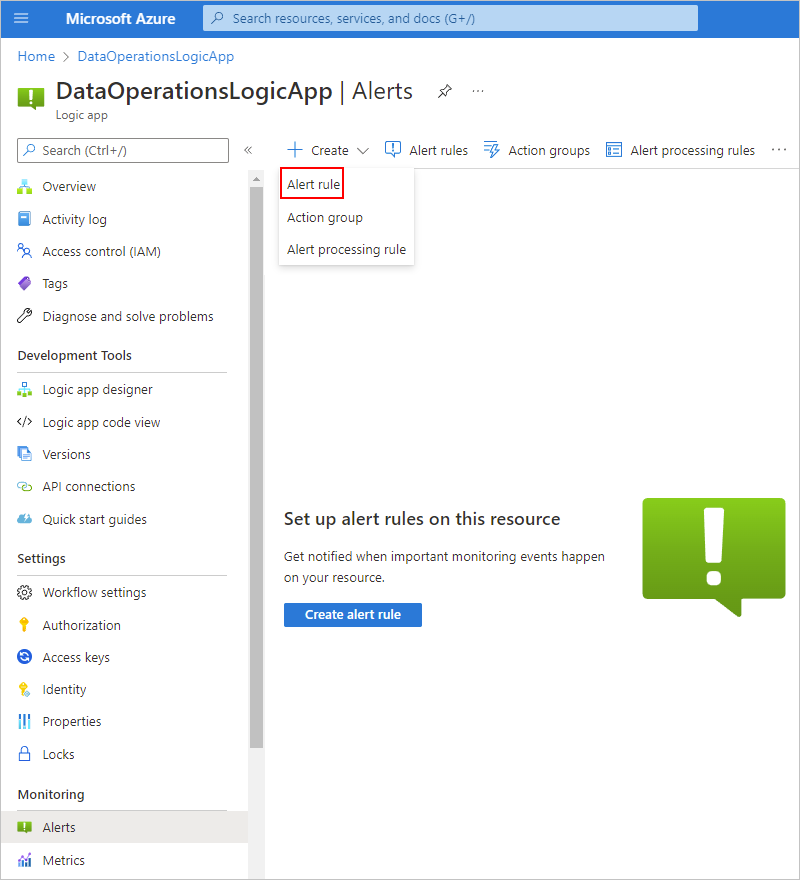 Microsoft Azure
Search resources, services, and docs (G+/)
Home > DataOperationsLogicApp
DataOperationsLogicApp | Alerts
...
Logic app
Search (Ctrl+/)
«
+ Create
Alert rules
Action groups
Alert processing rules
...
Alert rule
Action group
Alert processing rule
Overview
Activity log
Access control (IAM)
Tags
Diagnose and solve problems
Development Tools
Logic app designer
Logic app code view
Versions
API connections
Quick start guides
Settings
Workflow settings
Authorization
Access keys
Identity
Properties
Locks
Monitoring
Alerts
Metrics
Set up alert rules on this resource
Get notified when important monitoring events happen
on your resource.
Create alert rule